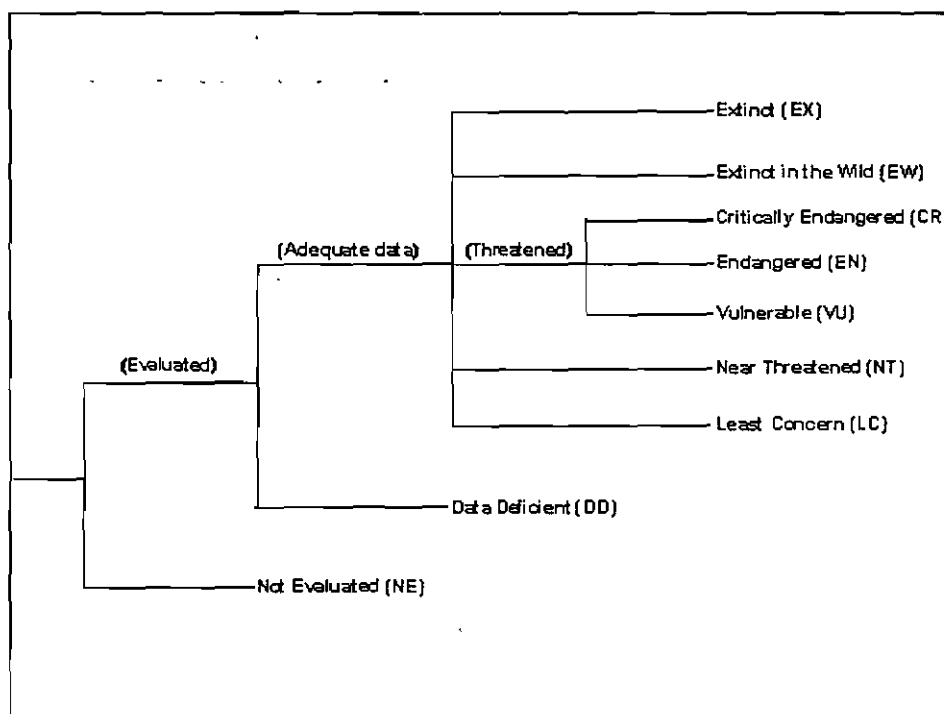 Extinct (EX)
Extinct in the Wild (EW)
Critically Endangered (CR
(Adequate data)
(Threatened)
Endangered (EN)
Vulnerable (VU)
(Evaluated)
Near Threatened (NT)
Least Concern (LC)
Data Deficient (DD)
Not Evaluated (NE)